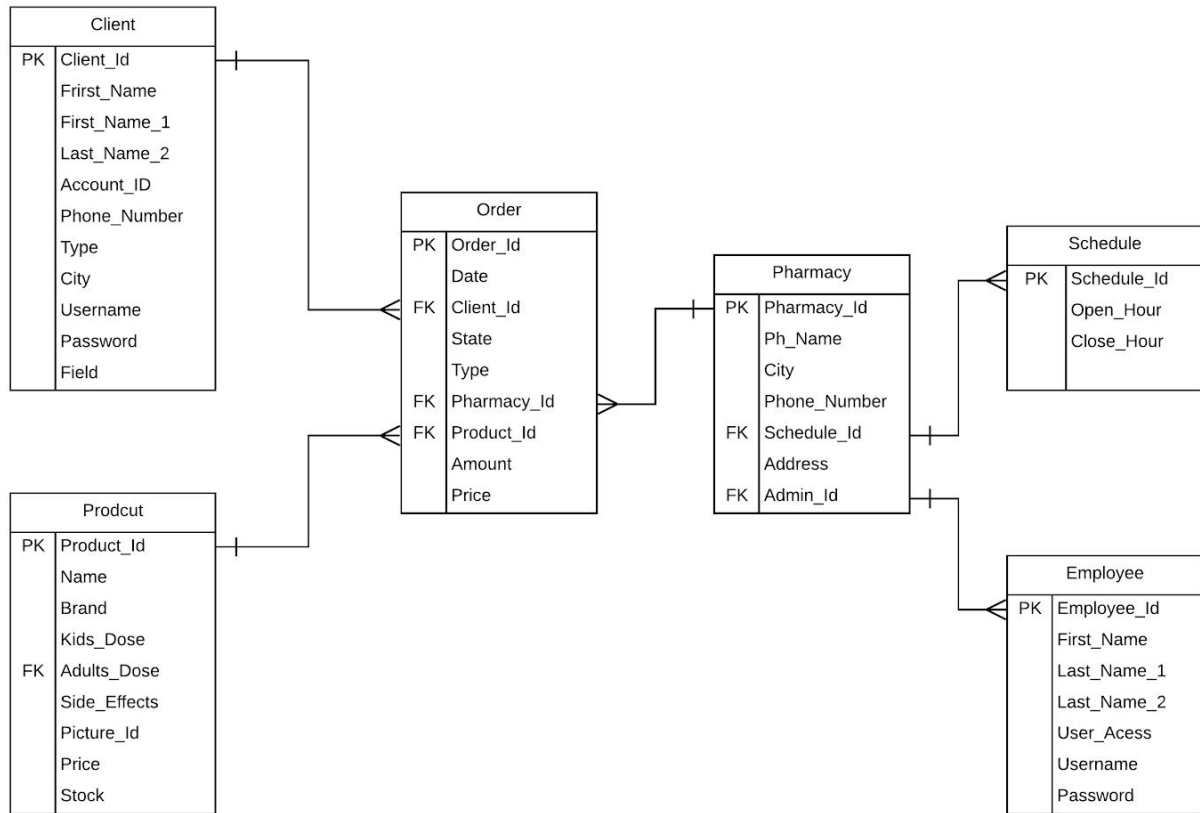 Client
PK Client_Id
Frirst_Name
First_Name_1
Last_Name_2
Account_ID
Phone_Number
Type
City
Username
Password
Field
Prodcut
PK Product_Id
Name
Brand
Kids_Dose
FK Adults_Dose
Side_Effects
Picture_Id
Price
Stock
Order
PK Order_Id
Date
FK Client_Id
State
Type
FK Pharmacy_Id
FK Product_Id
Amount
Price
Pharmacy
PK Pharmacy_Id
Ph_Name
City
Phone_Number
FK Schedule_Id
Address
FK Admin_Id
Schedule
PK Schedule_Id
Open_Hour
Close_Hour
Employee
PK Employee_Id
First_Name
Last_Name_1
Last_Name_2
User_Acess
Username
Password